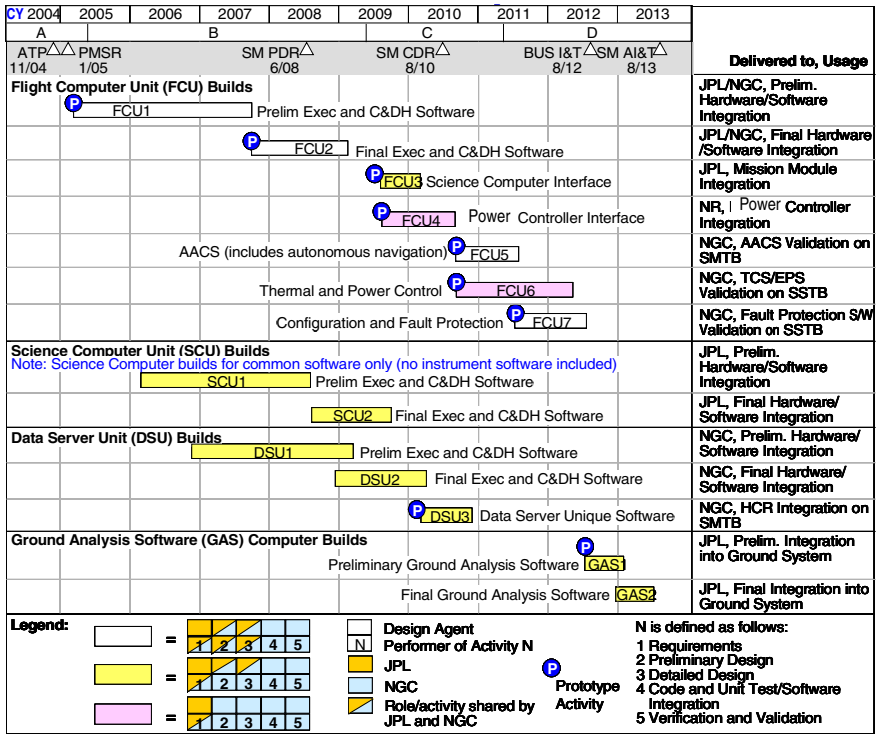 CY 2004 2005 2006 2007 2008 2009 2010 2011 2012 2013
A B C D
ATP PMSR SM PDR SM CDR BUS I&T SM AI&T
11/04 1/05 6/08 8/10 8/12 8/13
Delivered to, Usage
Flight Computer Unit (FCU) Builds
P FCU1 Prelim Exec and C&DH Software
JPL/NGC, Prelim.
Hardware/Software
Integration
P FCU2 Final Exec and C&DH Software
JPL/NGC, Final Hardware
/Software Integration
P FCU3 Science Computer Interface
JPL, Mission Module
Integration
P FCU4 Power Controller Interface
NR, Power Controller
Integration
AACS (includes autonomous navigation) P FCU5
NGC, AACS Validation on
SMTB
Thermal and Power Control P FCU6
NGC, TCS/EPS
Validation on SSTB
Configuration and Fault Protection P FCU7
NGC, Fault Protection S/W
Validation on SSTB
Science Computer Unit (SCU) Builds
Note: Science Computer builds for common software only (no instrument software included)
SCU1 Prelim Exec and C&DH Software
JPL, Prelim.
Hardware/Software
Integration
SCU2 Final Exec and C&DH Software
JPL, Final Hardware/
Software Integration
Data Server Unit (DSU) Builds
DSU1 Prelim Exec and C&DH Software
NGC, Prelim. Hardware/
Software Integration
DSU2 Final Exec and C&DH Software
NGC, Final Hardware/
Software Integration
P DSU3 Data Server Unique Software
NGC, HCR Integration on
SMTB
Ground Analysis Software (GAS) Computer Builds
P
Preliminary Ground Analysis Software GAS1
JPL, Prelim. Integration
into Ground System
Final Ground Analysis Software GAS2
JPL, Final Integration into
Ground System
Legend:
= 1 2 3 4 5
= 1 2 3 4 5
= 1 2 3 4 5
Design Agent
N Performer of Activity N
JPL
NGC
Role/activity shared by
JPL and NGC
P
Prototype
Activity
N is defined as follows:
1 Requirements
2 Preliminary Design
3 Detailed Design
4 Code and Unit Test/Software
Integration
5 Verification and Validation